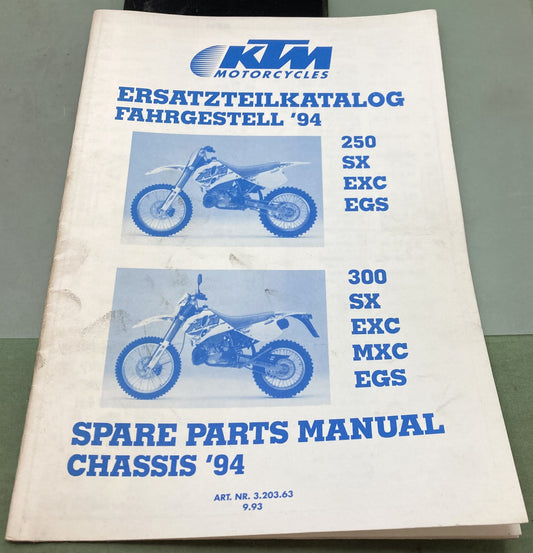 KTM
MOTORCYCLES
ERSATZTEILKATALOG
FAHRGESTELL '94
250
SX
EXC
EGS
300
SX
EXC
MXC
EGS
SPARE PARTS MANUAL
CHASSIS '94
ART. NR. 3.203.63
9.93